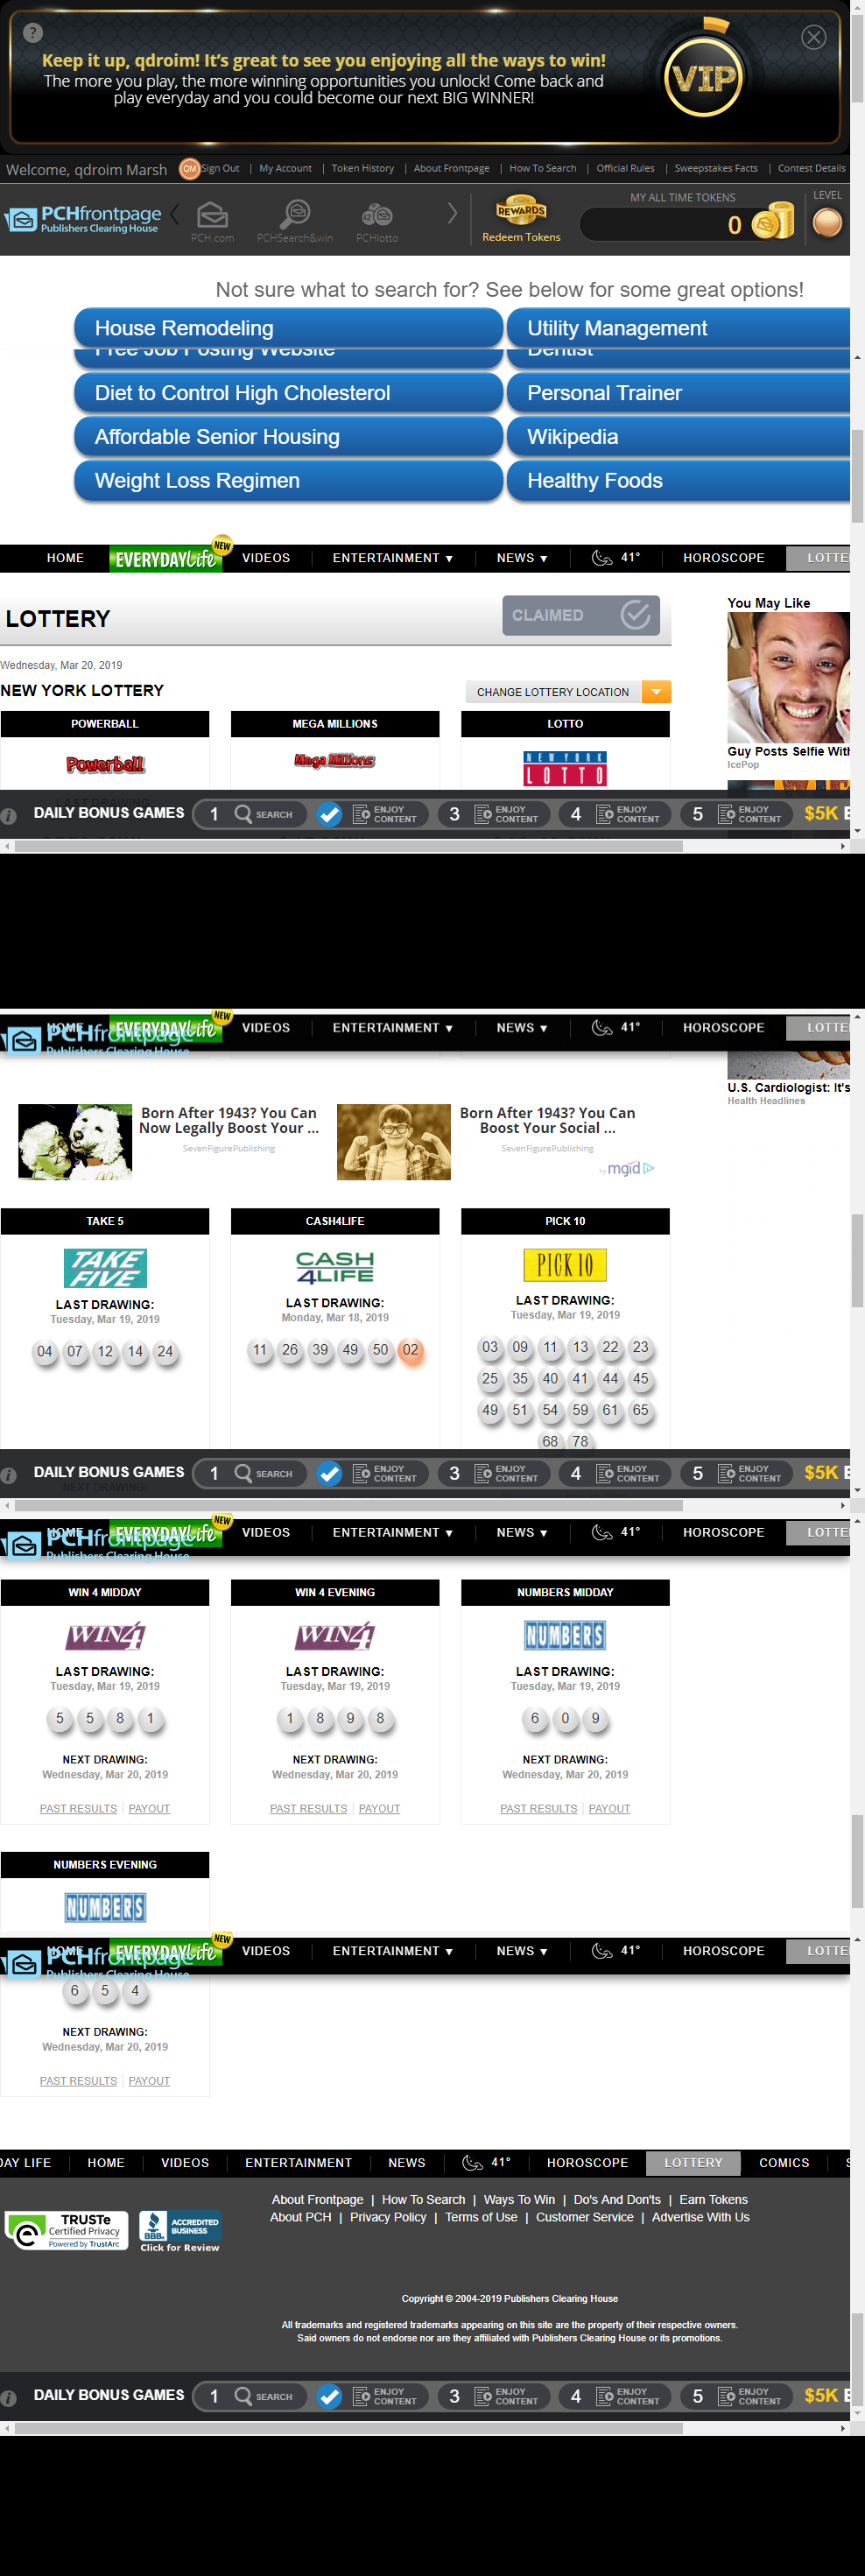 ?
Keep it up, qdroim! It's great to see you enjoying all the ways to win!
The more you play, the more winning opportunities you unlock! Come back and
play everyday and you could become our next BIG WINNER!
VIP
Welcome, qdroim Marsh QM Sign Out | My Account | Token History | About Frontpage | How To Search | Official Rules | Sweepstakes Facts | Contest Details
PCHfrontpage
Publishers Clearing House
PCH.com PCHSearch&win PCHlotto
REWARDS
Redeem Tokens
MY ALL TIME TOKENS
0
LEVEL
Not sure what to search for? See below for some great options!
House Remodeling Utility Management
Free Job Posting Website Dentist
Diet to Control High Cholesterol Personal Trainer
Affordable Senior Housing Wikipedia
Weight Loss Regimen Healthy Foods
HOME EVERYDAY Life NEW VIDEOS ENTERTAINMENT NEWS 41° HOROSCOPE LOTTE
LOTTERY CLAIMED
You May Like
Wednesday, Mar 20, 2019
NEW YORK LOTTERY CHANGE LOTTERY LOCATION
POWERBALL MEGA MILLIONS LOTTO
Powerball Mega Millions NEW YORK LOTTO
Guy Posts Selfie With
IcePop
DAILY BONUS GAMES 1 SEARCH ENJOY CONTENT 3 ENJOY CONTENT 4 ENJOY CONTENT 5 ENJOY CONTENT $5K E
HOME EVERYDAY Life NEW VIDEOS ENTERTAINMENT NEWS 41° HOROSCOPE LOTTE
PCHfrontpage
Publishers Clearing House
U.S. Cardiologist: It's
Health Headlines
Born After 1943? You Can Born After 1943? You Can
Now Legally Boost Your ... Boost Your Social ...
SevenFigurePublishing SevenFigurePublishing
by mgid
TAKE 5 CASH4LIFE PICK 10
TAKE FIVE CASH 4LIFE PICK 10
LAST DRAWING: LAST DRAWING: LAST DRAWING:
Tuesday, Mar 19, 2019 Monday, Mar 18, 2019 Tuesday, Mar 19, 2019
04 07 12 14 24 11 26 39 49 50 02 03 09 11 13 22 23
25 35 40 41 44 45
49 51 54 59 61 65
68 78
DAILY BONUS GAMES 1 SEARCH ENJOY CONTENT 3 ENJOY CONTENT 4 ENJOY CONTENT 5 ENJOY CONTENT $5K E
NEXT DRAWING:
HOME EVERYDAY Life NEW VIDEOS ENTERTAINMENT NEWS 41° HOROSCOPE LOTTE
PCHfrontpage
Publishers Clearing House
WIN 4 MIDDAY WIN 4 EVENING NUMBERS MIDDAY
WIN4 WIN4 NUMBERS
LAST DRAWING: LAST DRAWING: LAST DRAWING:
Tuesday, Mar 19, 2019 Tuesday, Mar 19, 2019 Tuesday, Mar 19, 2019
5 5 8 1 1 8 9 8 6 0 9
NEXT DRAWING: NEXT DRAWING: NEXT DRAWING:
Wednesday, Mar 20, 2019 Wednesday, Mar 20, 2019 Wednesday, Mar 20, 2019
PAST RESULTS | PAYOUT PAST RESULTS | PAYOUT PAST RESULTS | PAYOUT
NUMBERS EVENING
NUMBERS
HOME EVERYDAY Life NEW VIDEOS ENTERTAINMENT NEWS 41° HOROSCOPE LOTTE
PCHfrontpage
Publishers Clearing House
6 5 4
NEXT DRAWING:
Wednesday, Mar 20, 2019
PAST RESULTS | PAYOUT
DAY LIFE HOME VIDEOS ENTERTAINMENT NEWS 41° HOROSCOPE LOTTERY COMICS S
About Frontpage | How To Search | Ways To Win | Do's And Don'ts | Earn Tokens
About PCH | Privacy Policy | Terms of Use | Customer Service | Advertise With Us
TRUSTe
Certified Privacy
Powered by TrustArc
BBB. ACCREDITED BUSINESS
Click for Review
Copyright © 2004-2019 Publishers Clearing House
All trademarks and registered trademarks appearing on this site are the property of their respective owners.
Said owners do not endorse nor are they affiliated with Publishers Clearing House or its promotions.
DAILY BONUS GAMES 1 SEARCH ENJOY CONTENT 3 ENJOY CONTENT 4 ENJOY CONTENT 5 ENJOY CONTENT $5K E